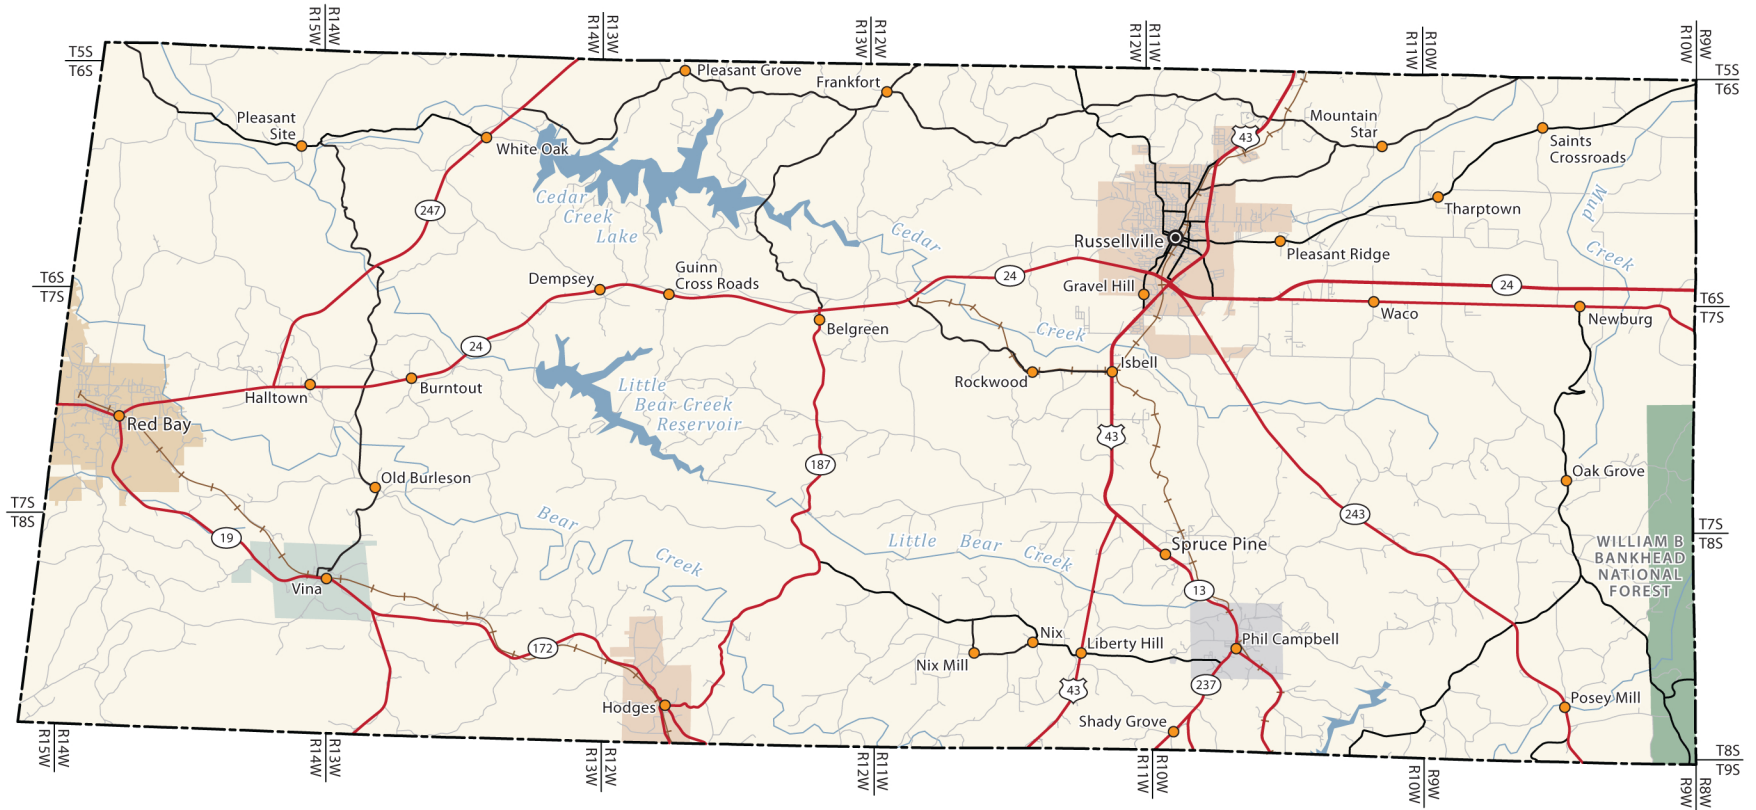 R15W
R14W
R14W
R13W
R13W
R12W
R12W
R11W
R11W
R10W
R10W
R9W
T5S
T6S
T5S
T6S
Pleasant Grove
Frankfort
Pleasant
Site
White Oak
43
Mountain
Star
Saints
Crossroads
247
Cedar
Creek
Lake
Cedar
Mud
Creek
Tharptown
Russellville
Pleasant Ridge
T6S
T7S
Dempsey
Guinn
Cross Roads
24
Gravel Hill
24
T6S
T7S
Waco
Newburg
Belgreen
Creek
24
Isbell
Rockwood
Halltown
Burntout
Little
Bear Creek
Reservoir
Red Bay
43
187
Old Burleson
Oak Grove
T7S
T8S
243
Bear
Creek
Little Bear Creek
Spruce Pine
T7S
T8S
WILLIAM B
BANKHEAD
NATIONAL
FOREST
19
Vina
13
172
Nix
Nix Mill
Liberty Hill
Phil Campbell
43
237
Hodges
Shady Grove
Posey Mill
T8S
T9S
R15W
R14W
R14W
R13W
R13W
R12W
R12W
R11W
R11W
R10W
R10W
R9W
R9W
R8W